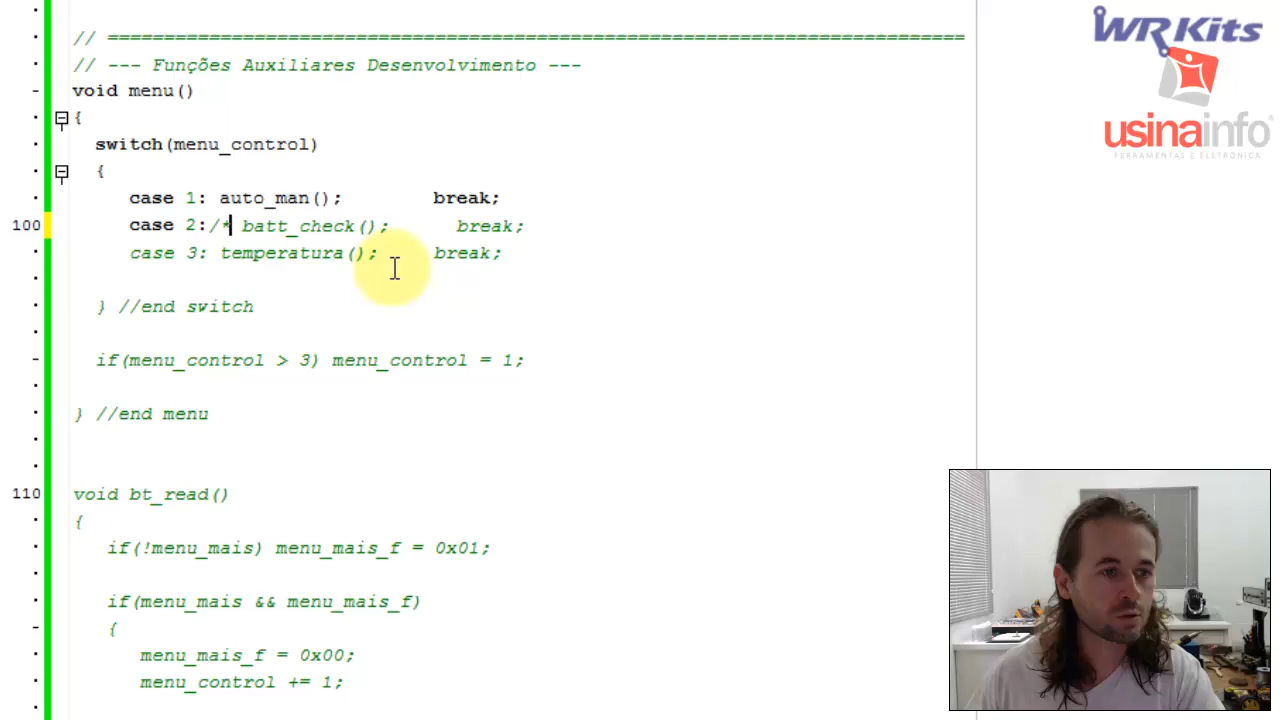 // ============================================================================
// --- Funções Auxiliares Desenvolvimento ---
void menu()
{
switch(menu_control)
{
case 1: auto_man(); break;
100 case 2:/* batt_check(); break;
case 3: temperatura(); break;
} //end switch
if(menu_control > 3) menu_control = 1;
} //end menu
110 void bt_read()
{
if(!menu_mais) menu_mais_f = 0x01;
if(menu_mais && menu_mais_f)
{
menu_mais_f = 0x00;
menu_control += 1;
WRKits
usinainfo
FERRAMENTAS E ELETRÔNICA